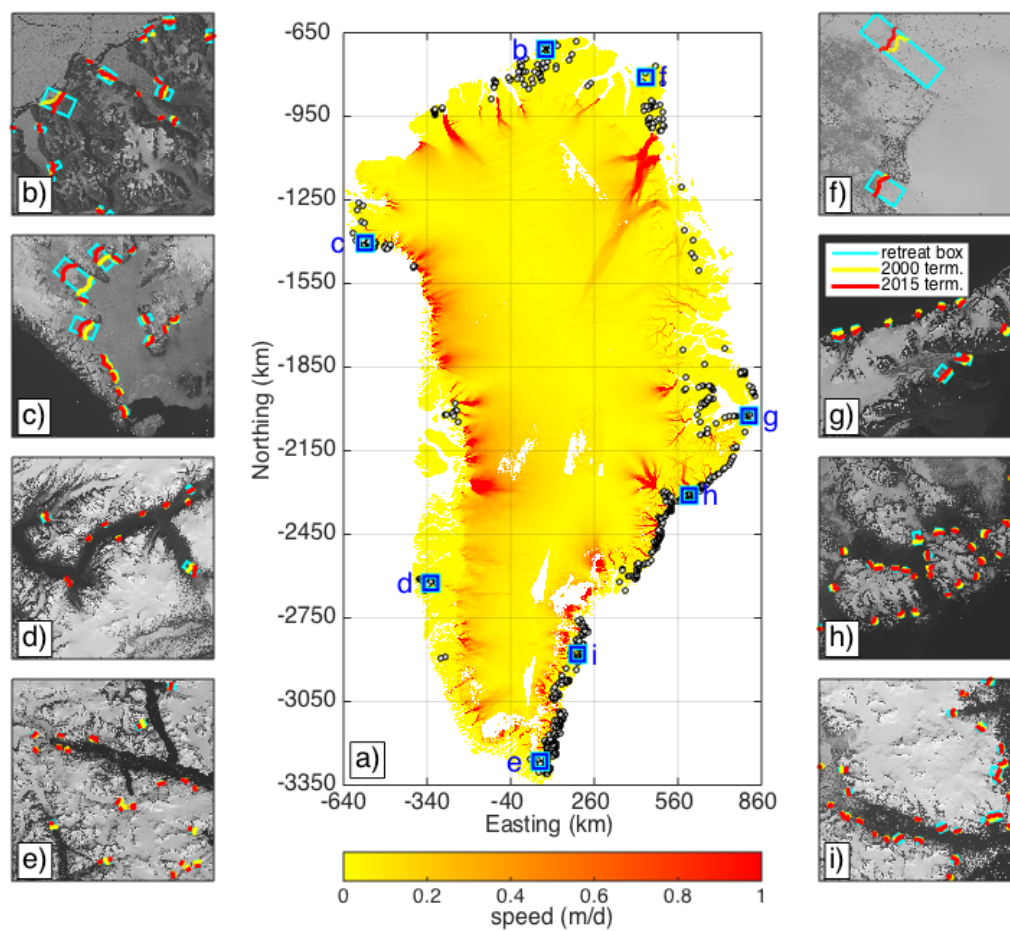 b)
c)
d)
e)
Northing (km)
-650
-950
-1250
-1550
-1850
-2150
-2450
-2750
-3050
-3350
b
f
c
g
h
d
i
e
a)
-640 -340 -40 260 560 860
Easting (km)
0 0.2 0.4 0.6 0.8 1
speed (m/d)
f)
retreat box
2000 term.
2015 term.
g)
h)
i)